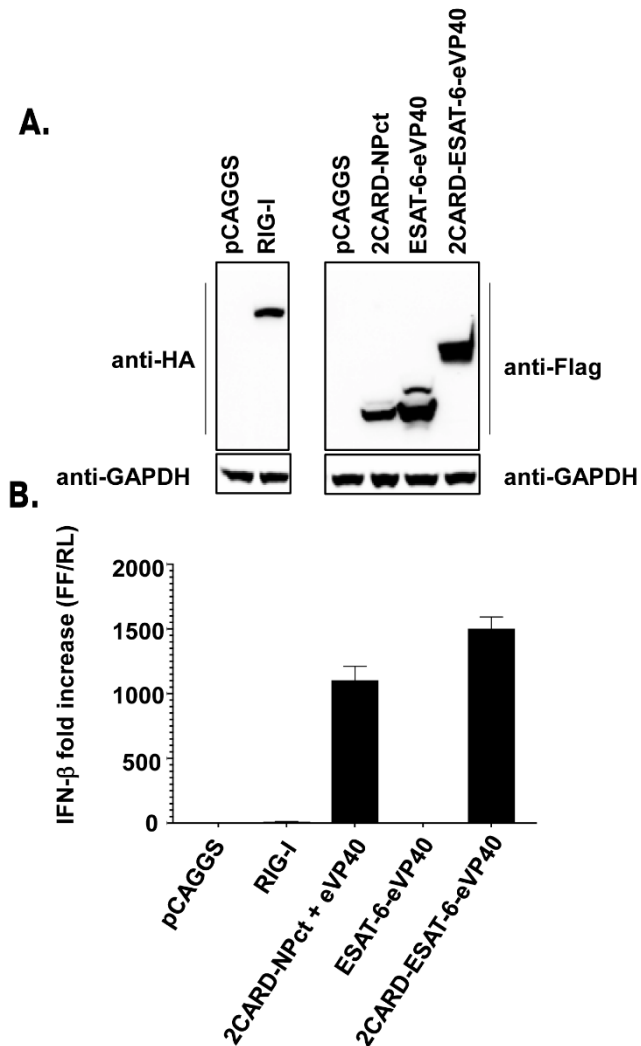 A.
pCAGGS
RIG-I
pCAGGS
2CARD-NPct
ESAT-6-eVP40
2CARD-ESAT-6-eVP40
anti-HA
anti-Flag
anti-GAPDH
anti-GAPDH
B.
IFN-β fold increase (FF/RL)
2000
1500
1000
500
0
pCAGGS
RIG-I
2CARD-NPct + eVP40
ESAT-6-eVP40
2CARD-ESAT-6-eVP40